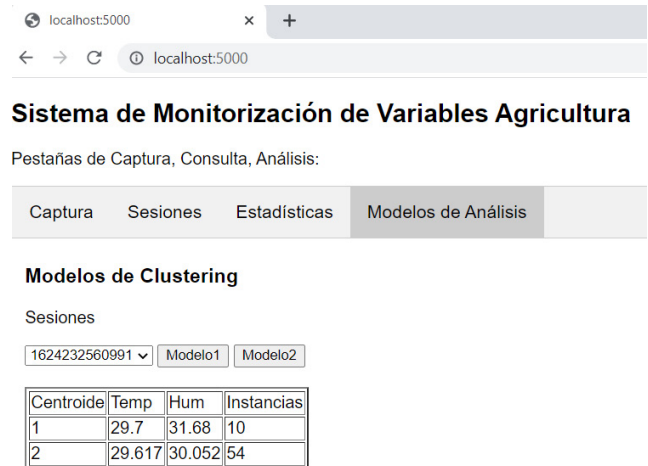 localhost:5000
localhost:5000
Sistema de Monitorización de Variables Agricultura
Pestañas de Captura, Consulta, Análisis:
Captura Sesiones Estadísticas Modelos de Análisis
Modelos de Clustering
Sesiones
1624232560991 Modelo1 Modelo2
Centroide Temp Hum Instancias
1 29.7 31.68 10
2 29.617 30.052 54